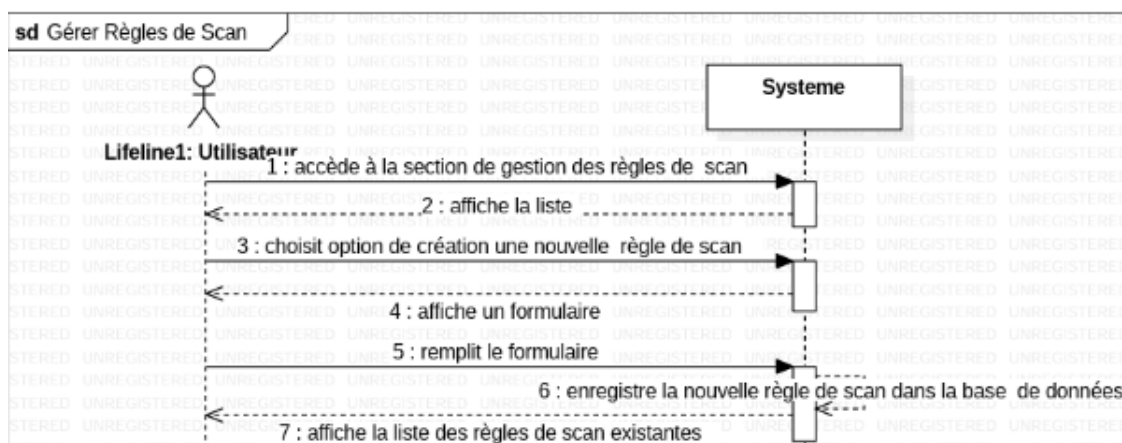 sd Gérer Règles de Scan
Systeme
Lifeline1: Utilisateur
1 : accède à la section de gestion des règles de scan
2 : affiche la liste
3 : choisit option de création une nouvelle règle de scan
4 : affiche un formulaire
5 : remplit le formulaire
6 : enregistre la nouvelle règle de scan dans la base de données
7 : affiche la liste des règles de scan existantes
UNREGISTERED